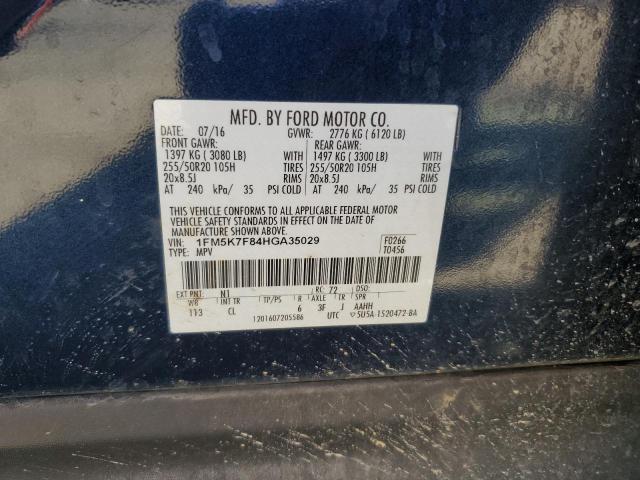 MFD. BY FORD MOTOR CO.
DATE: 07/16 GVWR: 2776 KG ( 6120 LB)
FRONT GAWR: REAR GAWR:
1397 KG ( 3080 LB) WITH 1497 KG ( 3300 LB) WITH
255/50R20 105H TIRES 255/50R20 105H TIRES
20x8.5J RIMS 20x8.5J RIMS
AT 240 kPa/ 35 PSI COLD AT 240 kPa/ 35 PSI COLD
THIS VEHICLE CONFORMS TO ALL APPLICABLE FEDERAL MOTOR
VEHICLE SAFETY STANDARDS IN EFFECT ON THE DATE OF
MANUFACTURE SHOWN ABOVE.
VIN: 1FM5K7F84HGA35029 F0266
TYPE: MPV T0456
EXT PNT: N1 RC: 72 DSO:
WB INT TR TP/PS R AXLE TR SPR
113 CL 6 3F J AAHH
1201607205586 UTC ▽5U5A-1520472-BA